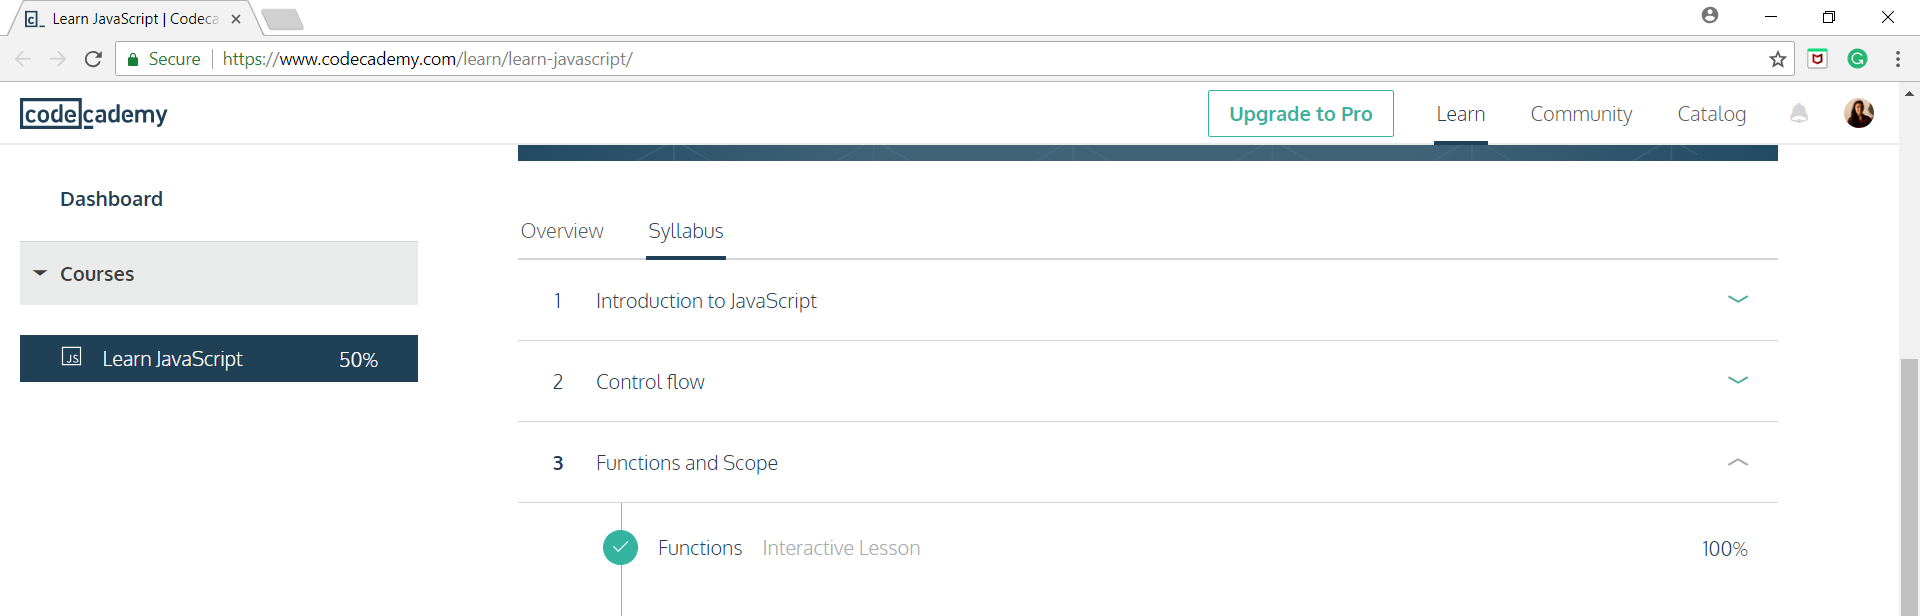 Learn JavaScript | Codeca
Secure https://www.codecademy.com/learn/learn-javascript/
codecademy
Upgrade to Pro Learn Community Catalog
Dashboard
Courses
JS Learn JavaScript 50%
Overview Syllabus
1 Introduction to JavaScript
2 Control flow
3 Functions and Scope
Functions Interactive Lesson 100%